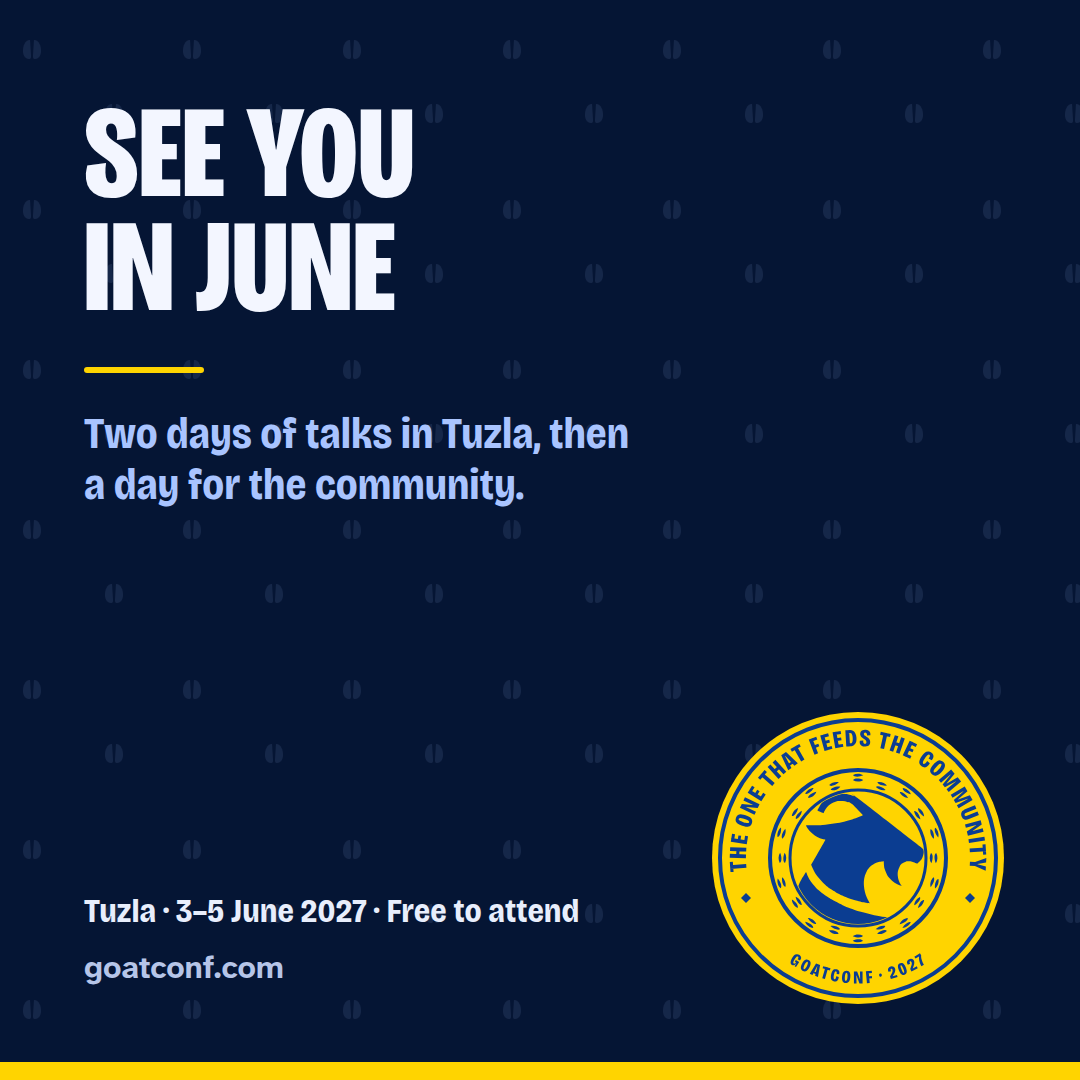 SEE YOU
IN JUNE
Two days of talks in Tuzla, then
a day for the community.
Tuzla · 3–5 June 2027 · Free to attend
goatconf.com
THE ONE THAT FEEDS THE COMMUNITY
GOATCONF · 2027